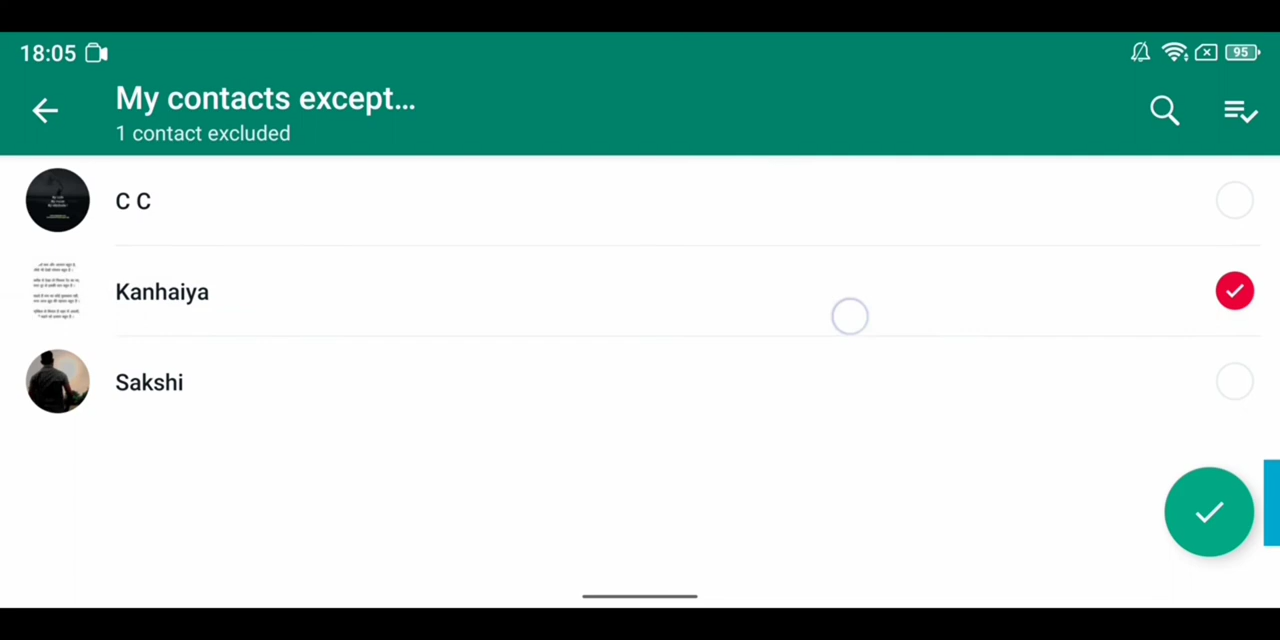 18:05
95
My contacts except...
1 contact excluded
C C
Kanhaiya
Sakshi